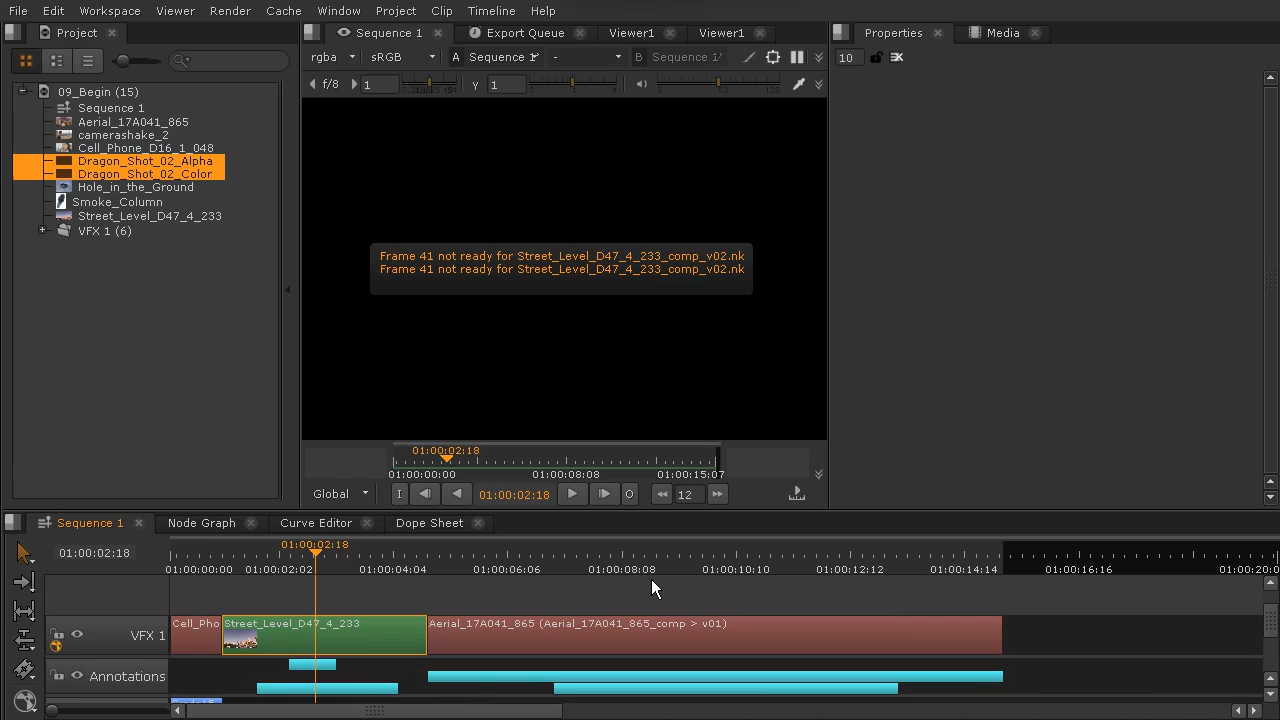 File Edit Workspace Viewer Render Cache Window Project Clip Timeline Help
Project Sequence 1 Export Queue Viewer1 Viewer1 Properties Media
rgba sRGB A Sequence 1 - B Sequence 1 10
f/8 1 γ 1
09_Begin (15)
Sequence 1
Aerial_17A041_865
camerashake_2
Cell_Phone_D16_1_048
Dragon_Shot_02_Alpha
Dragon_Shot_02_Color
Hole_in_the_Ground
Smoke_Column
Street_Level_D47_4_233
VFX 1 (6)
Frame 41 not ready for Street_Level_D47_4_233_comp_v02.nk
Frame 41 not ready for Street_Level_D47_4_233_comp_v02.nk
01:00:02:18
01:00:00:00 01:00:08:08 01:00:15:07
Global I 01:00:02:18 O 12
Sequence 1 Node Graph Curve Editor Dope Sheet
01:00:02:18
01:00:02:18
01:00:00:00 01:00:02:02 01:00:04:04 01:00:06:06 01:00:08:08 01:00:10:10 01:00:12:12 01:00:14:14 01:00:16:16 01:00:20:0
VFX 1 Cell_Pho Street_Level_D47_4_233 Aerial_17A041_865 (Aerial_17A041_865_comp > v01)
Annotations